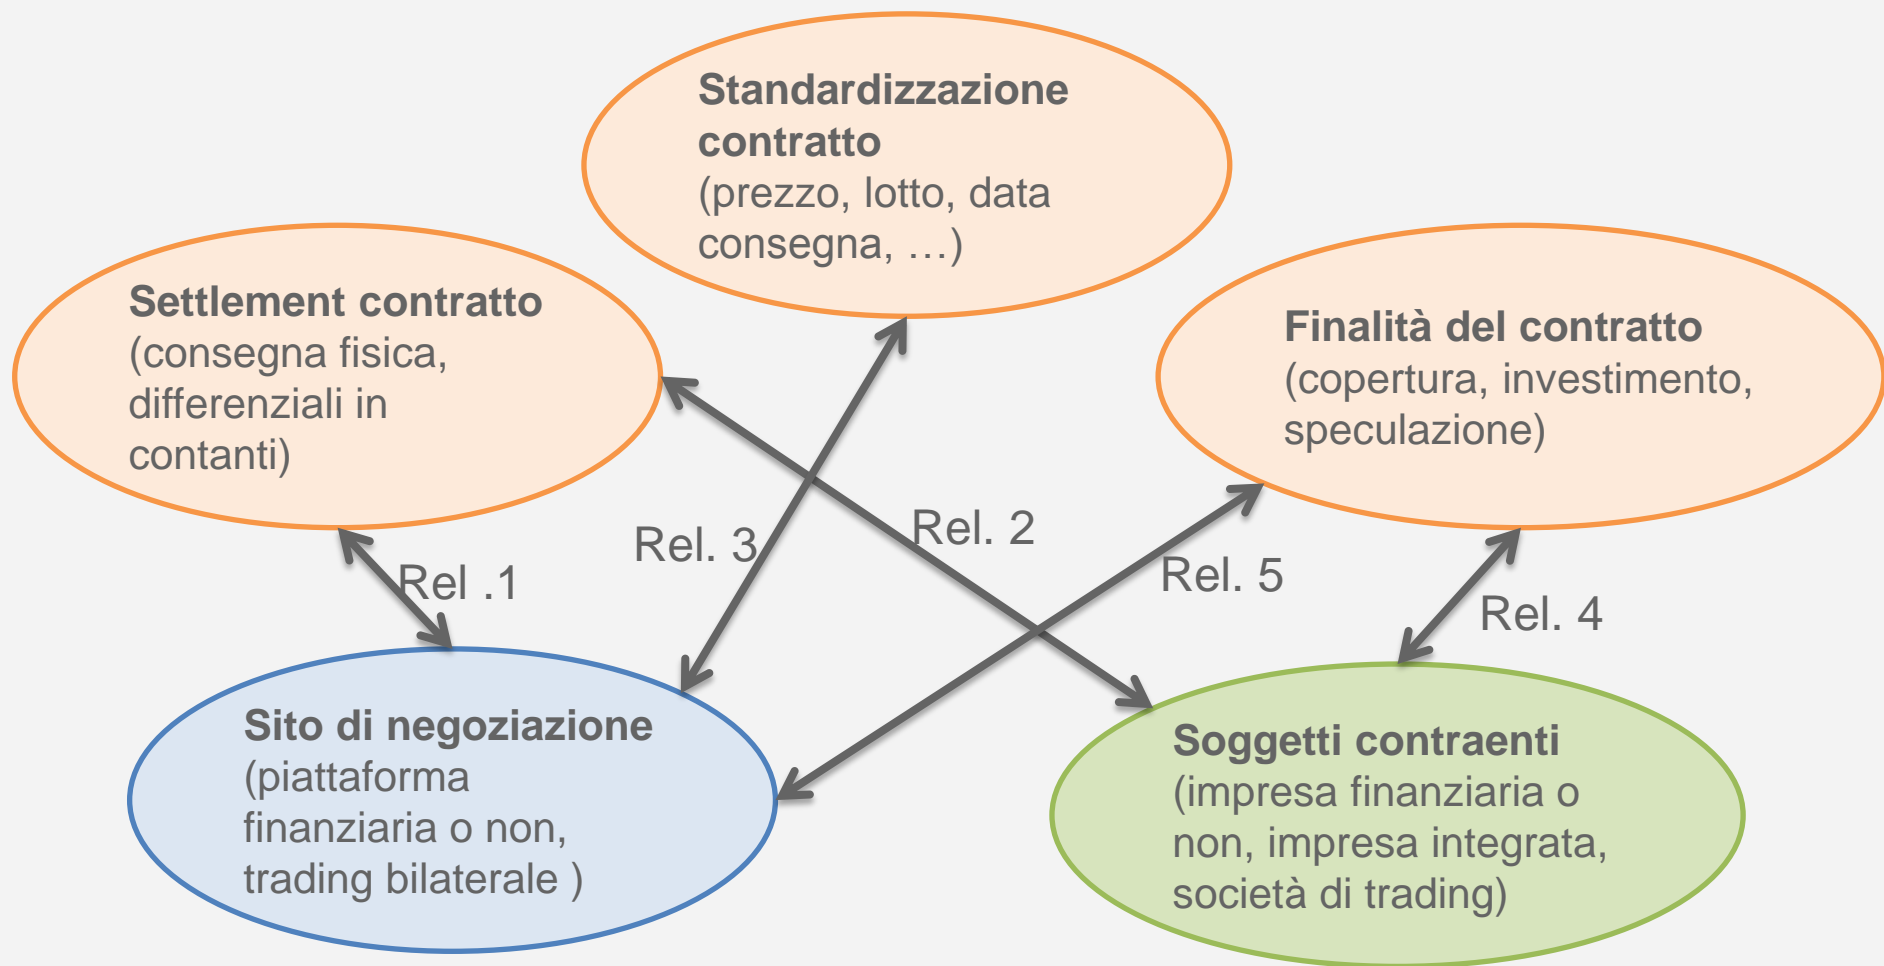 Standardizzazione
contratto
(prezzo, lotto, data
consegna, …)
Settlement contratto
(consegna fisica,
differenziali in
contanti)
Finalità del contratto
(copertura, investimento,
speculazione)
Rel. 3
Rel. 2
Rel .1
Rel. 5
Rel. 4
Sito di negoziazione
(piattaforma
finanziaria o non,
trading bilaterale )
Soggetti contraenti
(impresa finanziaria o
non, impresa integrata,
società di trading)